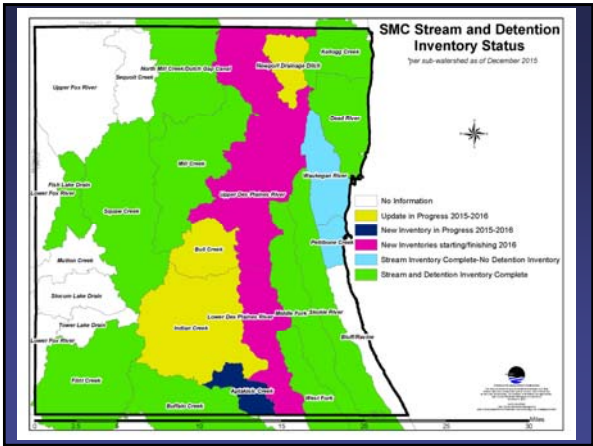 SMC Stream and Detention
Inventory Status
*per sub-watershed as of December 2015
Kellogg Creek
North Mill Creek/Dutch Gap Canal
Newport Drainage Ditch
Sequoit Creek
Upper Fox River
Dead River
Mill Creek
Waukegan River
Fish Lake Drain
Lower Fox River
Upper Des Plaines River
Squaw Creek
No Information
Update in Progress 2015-2016
New Inventory in Progress 2015-2016
New Inventories starting/finishing 2016
Stream Inventory Complete-No Detention Inventory
Stream and Detention Inventory Complete
Pettibone Creek
Bull Creek
Mutton Creek
Slocum Lake Drain
Lower Des Plaines River
Middle Fork
Skokie River
Tower Lake Drain
Indian Creek
Lower Fox River
Bluff/Ravine
Flint Creek
Aptakisic Creek
Buffalo Creek
West Fork
0 2.5 5 10 15 20 25 30
Miles